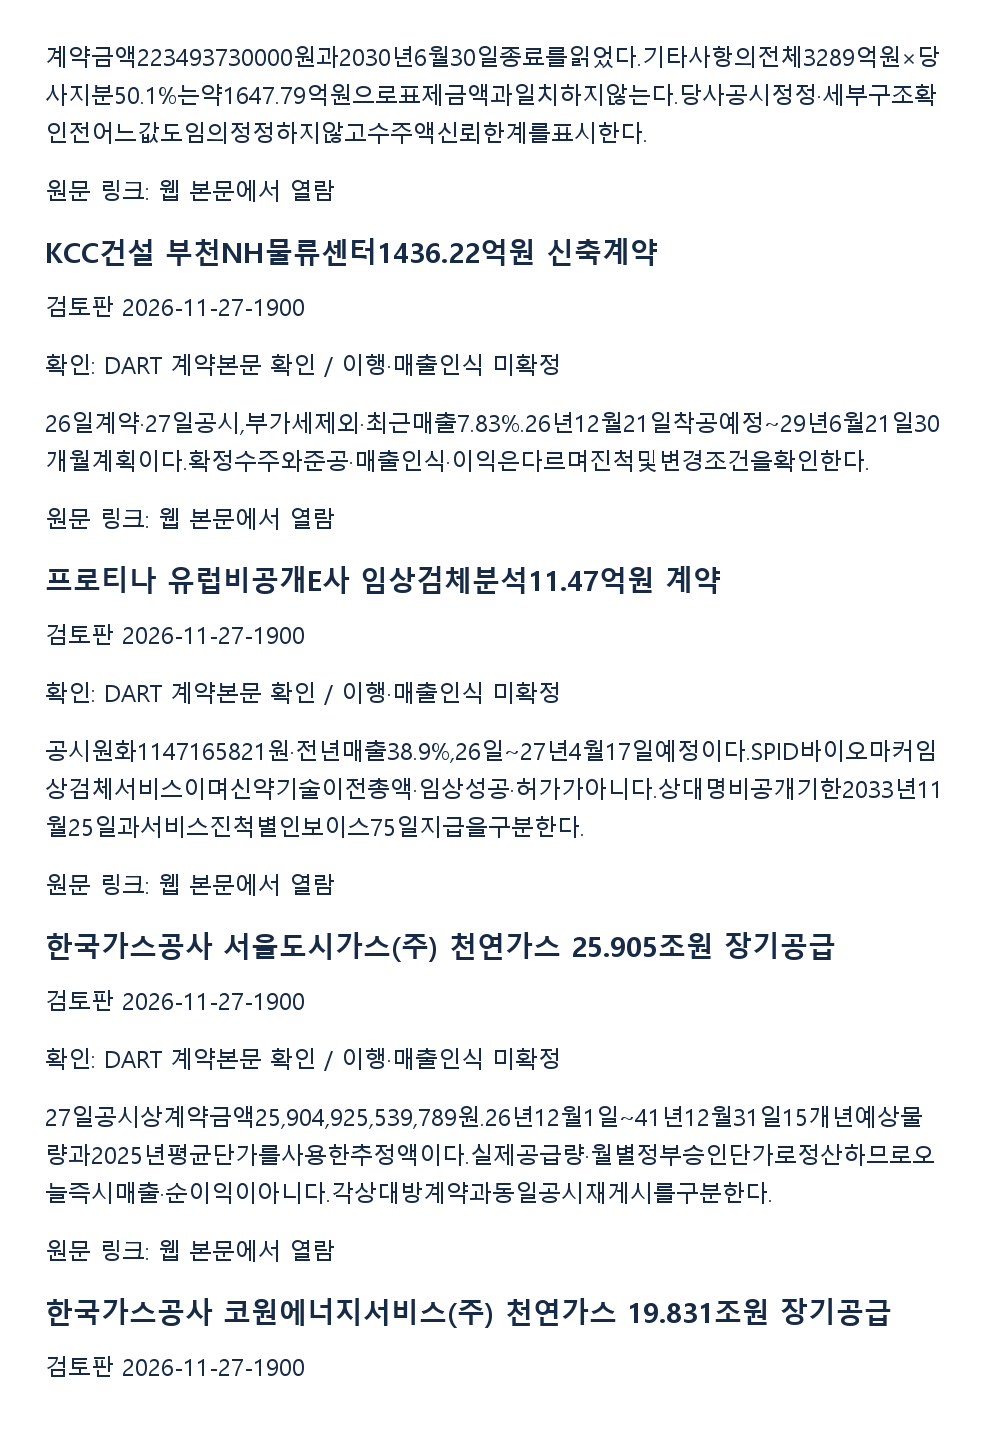 계약금액223493730000원과2030년6월30일종료를읽었다.기타사항의전체3289억원×당
사지분50.1%는약1647.79억원으로표제금액과일치하지않는다.당사공시정정·세부구조확
인전어느값도임의정정하지않고수주액신뢰한계를표시한다.
원문 링크: 웹 본문에서 열람
KCC건설 부천NH물류센터1436.22억원 신축계약
검토판 2026-11-27-1900
확인: DART 계약본문 확인 / 이행·매출인식 미확정
26일계약·27일공시,부가세제외·최근매출7.83%.26년12월21일착공예정~29년6월21일30
개월계획이다.확정수주와준공·매출인식·이익은다르며진척및변경조건을확인한다.
원문 링크: 웹 본문에서 열람
프로티나 유럽비공개E사 임상검체분석11.47억원 계약
검토판 2026-11-27-1900
확인: DART 계약본문 확인 / 이행·매출인식 미확정
공시원화1147165821원·전년매출38.9%,26일~27년4월17일예정이다.SPID바이오마커임
상검체서비스이며신약기술이전총액·임상성공·허가가아니다.상대명비공개기한2033년11
월25일과서비스진척별인보이스75일지급을구분한다.
원문 링크: 웹 본문에서 열람
한국가스공사 서울도시가스(주) 천연가스 25.905조원 장기공급
검토판 2026-11-27-1900
확인: DART 계약본문 확인 / 이행·매출인식 미확정
27일공시상계약금액25,904,925,539,789원.26년12월1일~41년12월31일15개년예상물
량과2025년평균단가를사용한추정액이다.실제공급량·월별정부승인단가로정산하므로오
늘즉시매출·순이익이아니다.각상대방계약과동일공시재게시를구분한다.
원문 링크: 웹 본문에서 열람
한국가스공사 코원에너지서비스(주) 천연가스 19.831조원 장기공급
검토판 2026-11-27-1900